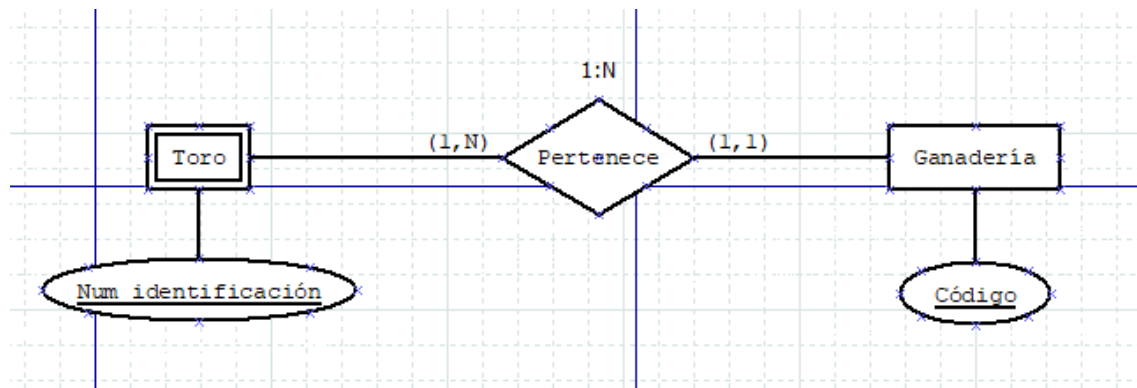 1:N
Toro
(1,N)
Pertenece
(1,1)
Ganadería
Num identificación
Código